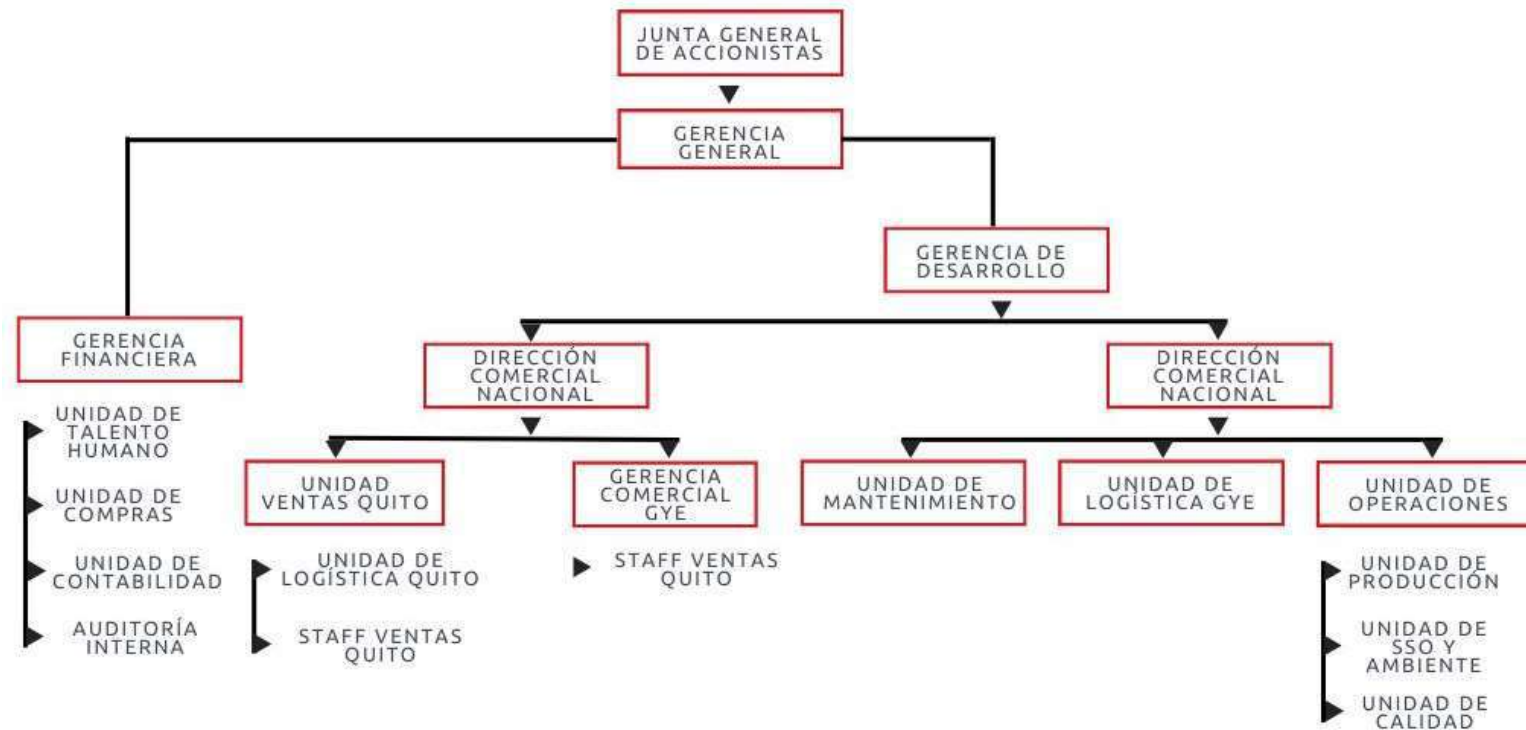 JUNTA GENERAL
DE ACCIONISTAS
GERENCIA
GENERAL
GERENCIA DE
DESARROLLO
GERENCIA
FINANCIERA
DIRECCIÓN
COMERCIAL
NACIONAL
DIRECCIÓN
COMERCIAL
NACIONAL
UNIDAD DE
TALENTO
HUMANO
UNIDAD DE
COMPRAS
UNIDAD DE
CONTABILIDAD
AUDITORÍA
INTERNA
UNIDAD
VENTAS QUITO
GERENCIA
COMERCIAL
GYE
UNIDAD DE
MANTENIMIENTO
UNIDAD DE
LOGÍSTICA GYE
UNIDAD DE
OPERACIONES
UNIDAD DE
LOGÍSTICA QUITO
STAFF VENTAS
QUITO
STAFF VENTAS
QUITO
UNIDAD DE
PRODUCCIÓN
UNIDAD DE
SSO Y
AMBIENTE
UNIDAD DE
CALIDAD